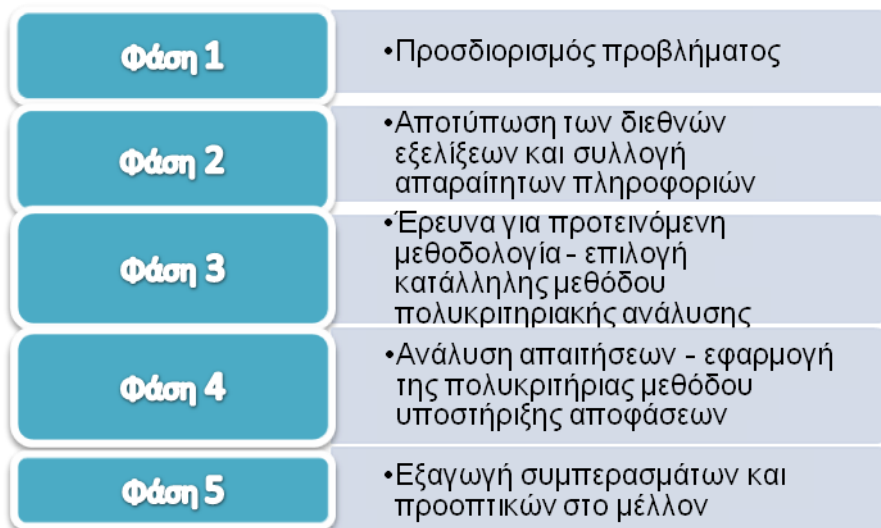 Φάση 1
•Προσδιορισμός προβλήματος
Φάση 2
•Αποτύπωση των διεθνών
εξελίξεων και συλλογή
απαραίτητων πληροφοριών
Φάση 3
•Έρευνα για προτεινόμενη
μεθοδολογία - επιλογή
κατάλληλης μεθόδου
πολυκριτηριακής ανάλυσης
Φάση 4
•Ανάλυση απαιτήσεων - εφαρμογή
της πολυκριτήριας μεθόδου
υποστήριξης αποφάσεων
Φάση 5
•Εξαγωγή συμπερασμάτων και
προοπτικών στο μέλλον